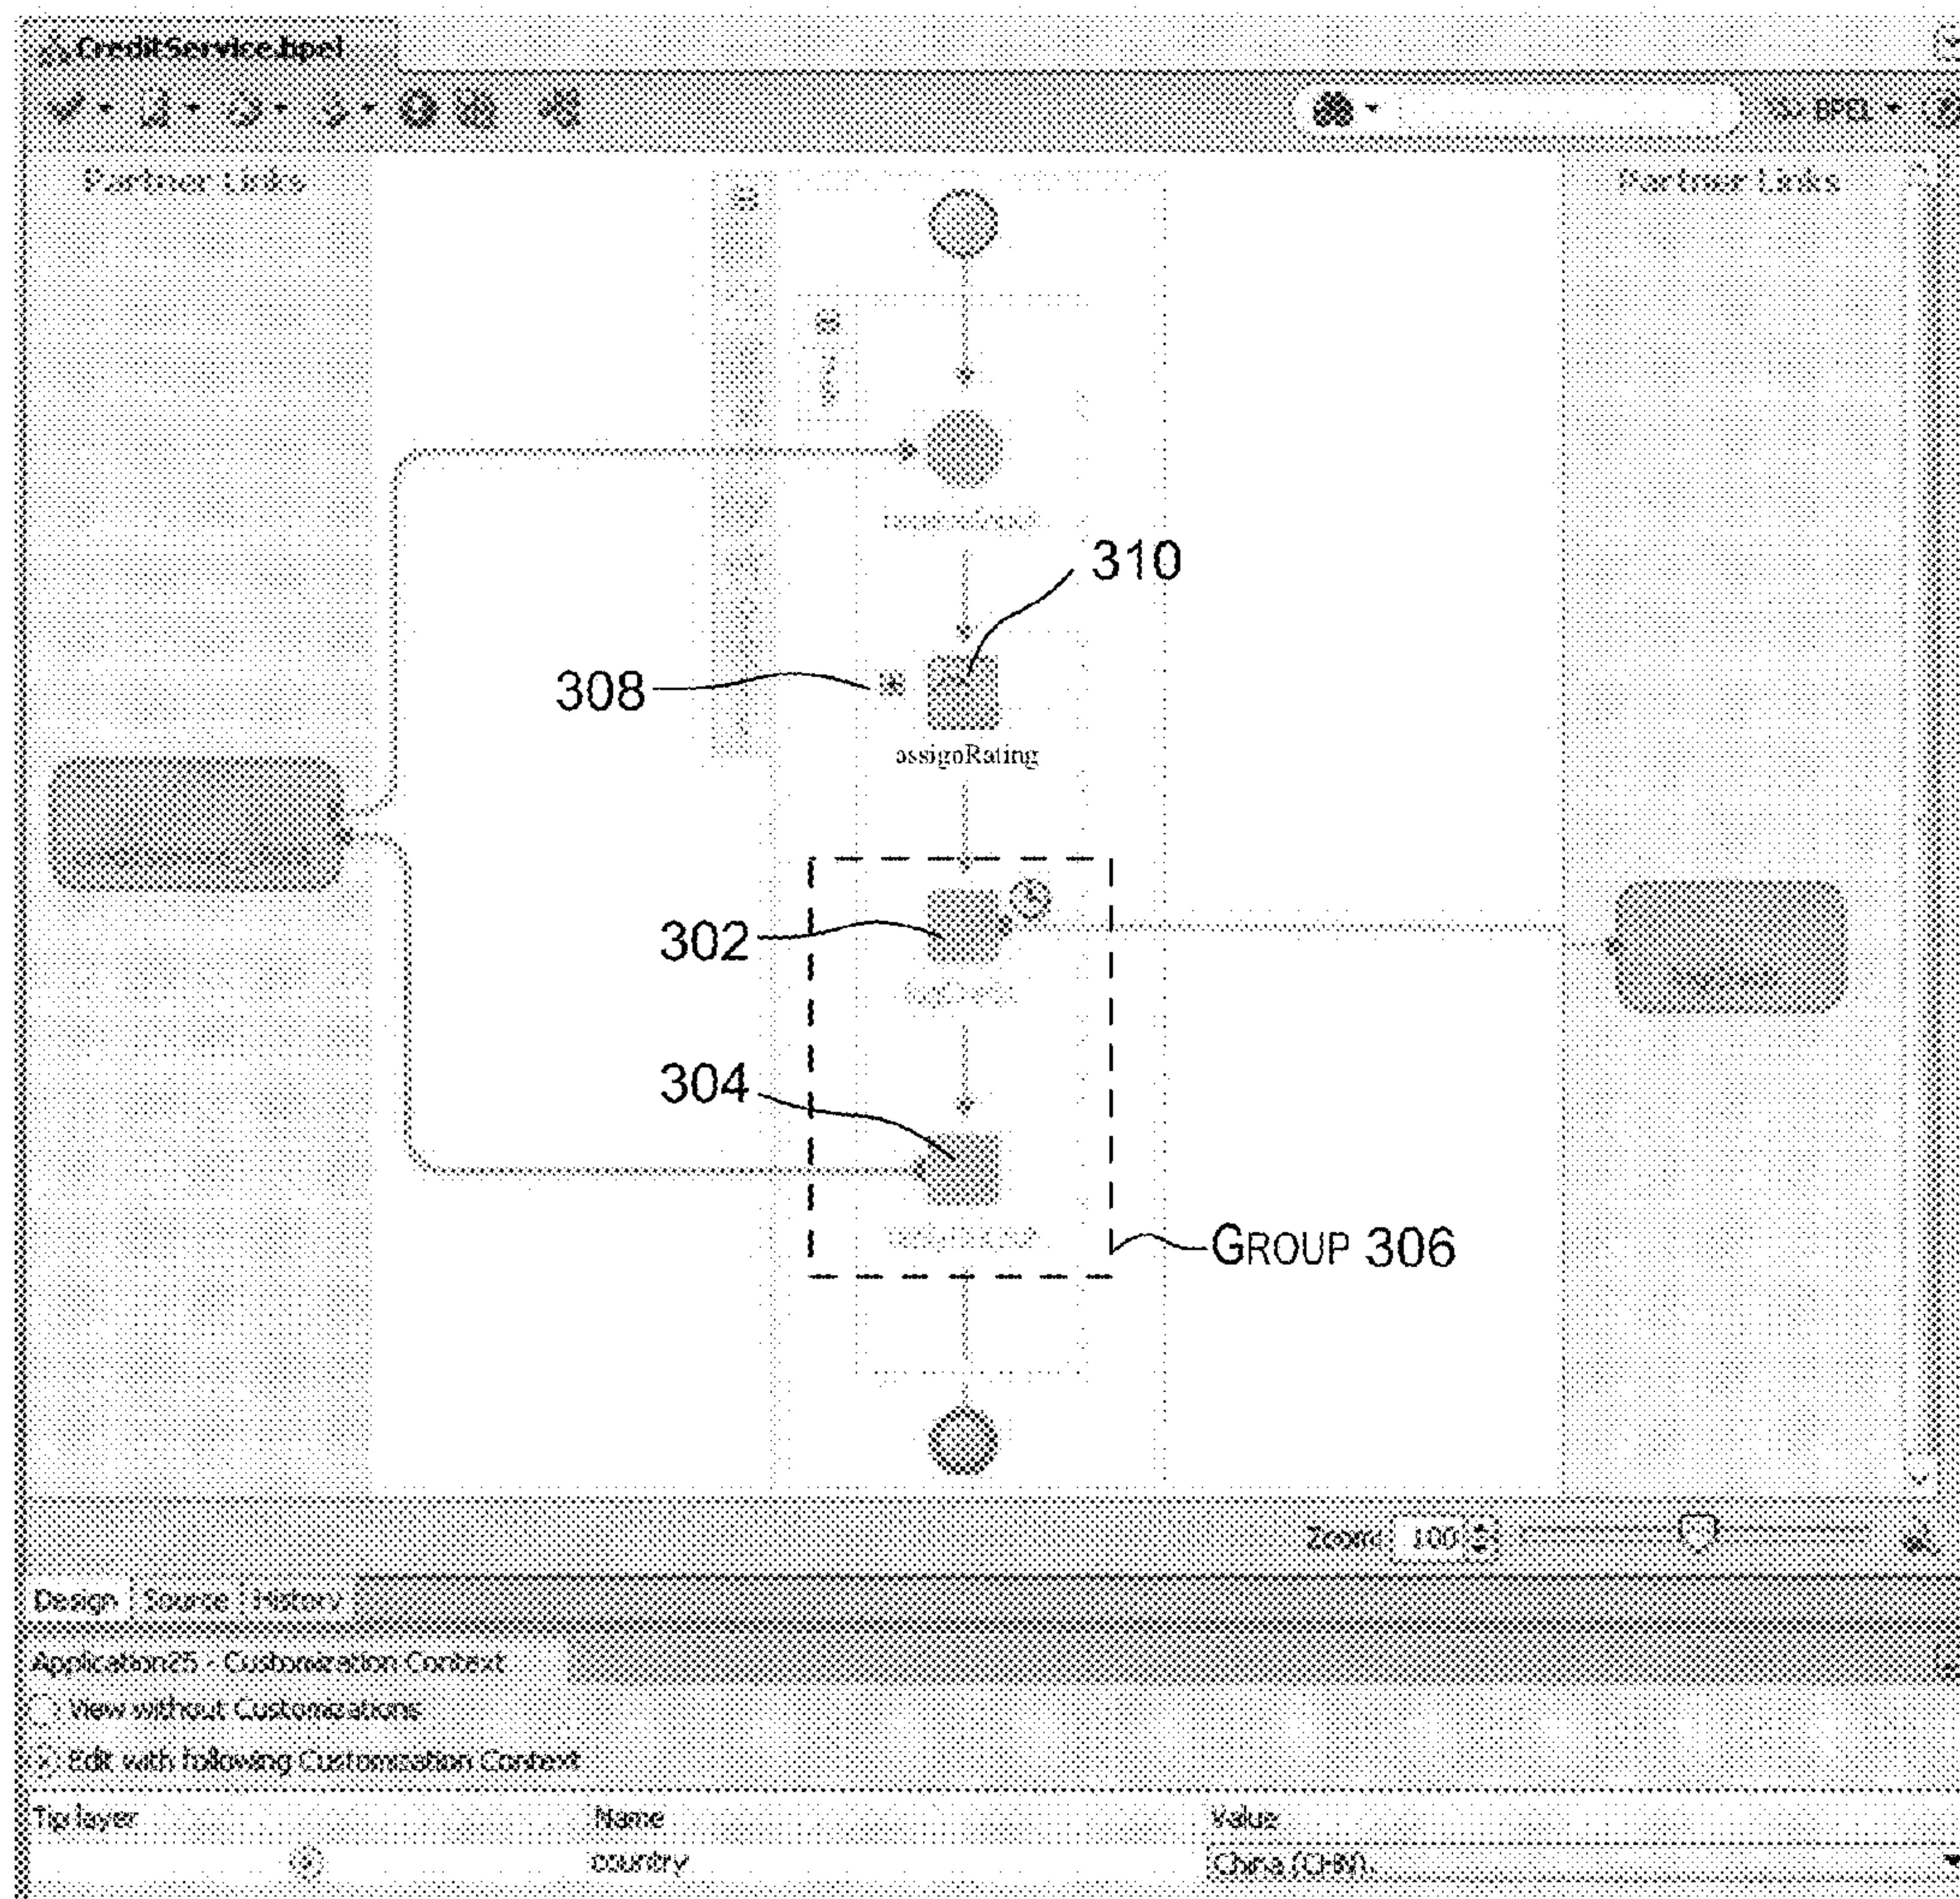 CreditService.bpel
BPEL
Partner Links
Partner Links
310
308
assignRating
302
304
GROUP 306
Zoom: 100
Design Source History
Application25 - Customization Context
View without Customizations
Edit with following Customization Context
Tip layer Name Value
country China (CHN)